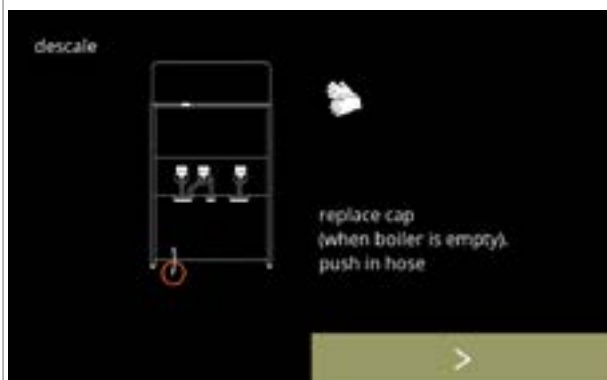 descale
replace cap
(when boiler is empty).
push in hose
>